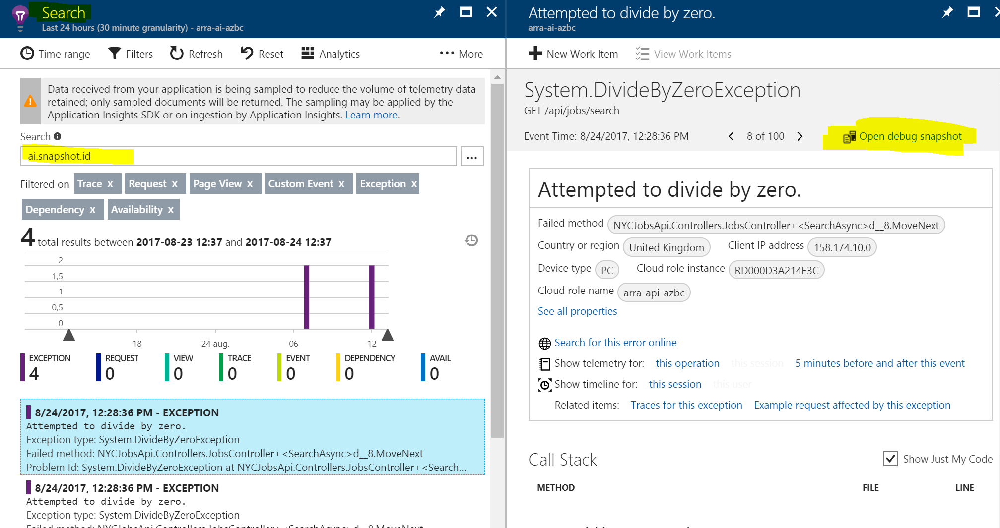 Search
Last 24 hours (30 minute granularity) - arra-ai-azbc
Time range Filters Refresh Reset Analytics ••• More
Data received from your application is being sampled to reduce the volume of telemetry data
retained; only sampled documents will be returned. The sampling may be applied by the
Application Insights SDK or on ingestion by Application Insights. Learn more.
Search
ai.snapshot.id
...
Filtered on Trace x Request x Page View x Custom Event x Exception x
Dependency x Availability x
4 total results between 2017-08-23 12:37 and 2017-08-24 12:37
2
1,5
1
0,5
0
18 24 aug. 06 12
EXCEPTION REQUEST VIEW TRACE EVENT DEPENDENCY AVAIL
4 0 0 0 0 0 0
8/24/2017, 12:28:36 PM - EXCEPTION
Attempted to divide by zero.
Exception type: System.DivideByZeroException
Failed method: NYCJobsApi.Controllers.JobsController+<SearchAsync>d__8.MoveNext
Problem Id: System.DivideByZeroException at NYCJobsApi.Controllers.JobsController+<Search...
8/24/2017, 12:28:36 PM - EXCEPTION
Attempted to divide by zero.
Exception type: System.DivideByZeroException
Attempted to divide by zero.
arra-ai-azbc
New Work Item View Work Items
System.DivideByZeroException
GET /api/jobs/search
Event Time: 8/24/2017, 12:28:36 PM < 8 of 100 > Open debug snapshot
Attempted to divide by zero.
Failed method NYCJobsApi.Controllers.JobsController+<SearchAsync>d__8.MoveNext
Country or region United Kingdom Client IP address 158.174.10.0
Device type PC Cloud role instance RD000D3A214E3C
Cloud role name arra-api-azbc
See all properties
Search for this error online
Show telemetry for: this operation this session 5 minutes before and after this event
Show timeline for: this session this user
Related items: Traces for this exception Example request affected by this exception
Call Stack Show Just My Code
METHOD FILE LINE